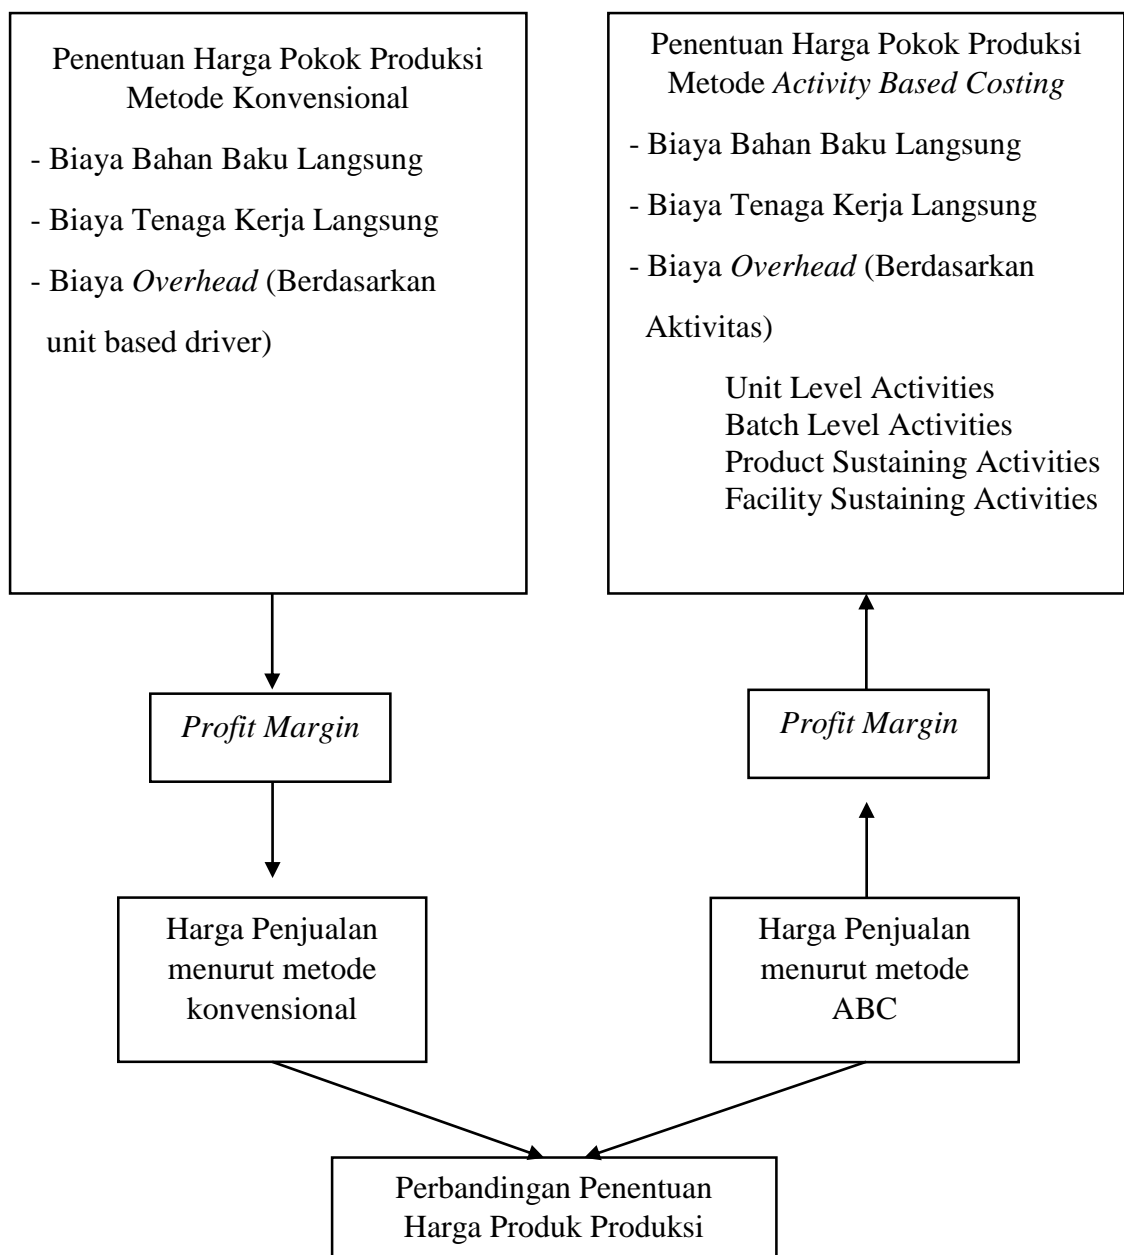 Penentuan Harga Pokok Produksi
Metode Konvensional
- Biaya Bahan Baku Langsung
- Biaya Tenaga Kerja Langsung
- Biaya Overhead (Berdasarkan
unit based driver)
Penentuan Harga Pokok Produksi
Metode Activity Based Costing
- Biaya Bahan Baku Langsung
- Biaya Tenaga Kerja Langsung
- Biaya Overhead (Berdasarkan
Aktivitas)
Unit Level Activities
Batch Level Activities
Product Sustaining Activities
Facility Sustaining Activities
Profit Margin
Profit Margin
Harga Penjualan
menurut metode
konvensional
Harga Penjualan
menurut metode
ABC
Perbandingan Penentuan
Harga Produk Produksi